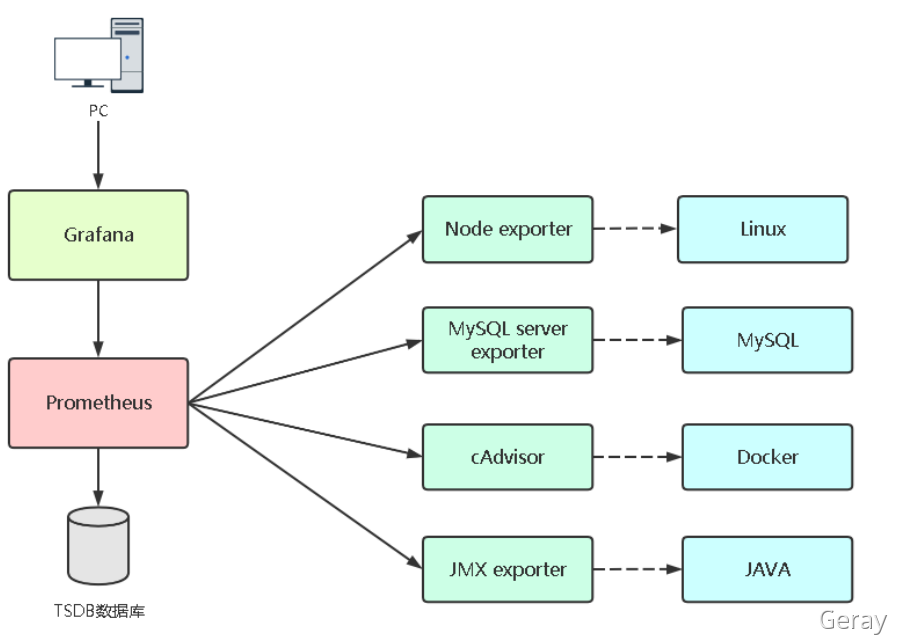 PC
Grafana
Prometheus
TSDB数据库
Node exporter
Linux
MySQL server
exporter
MySQL
cAdvisor
Docker
JMX exporter
JAVA
Geray